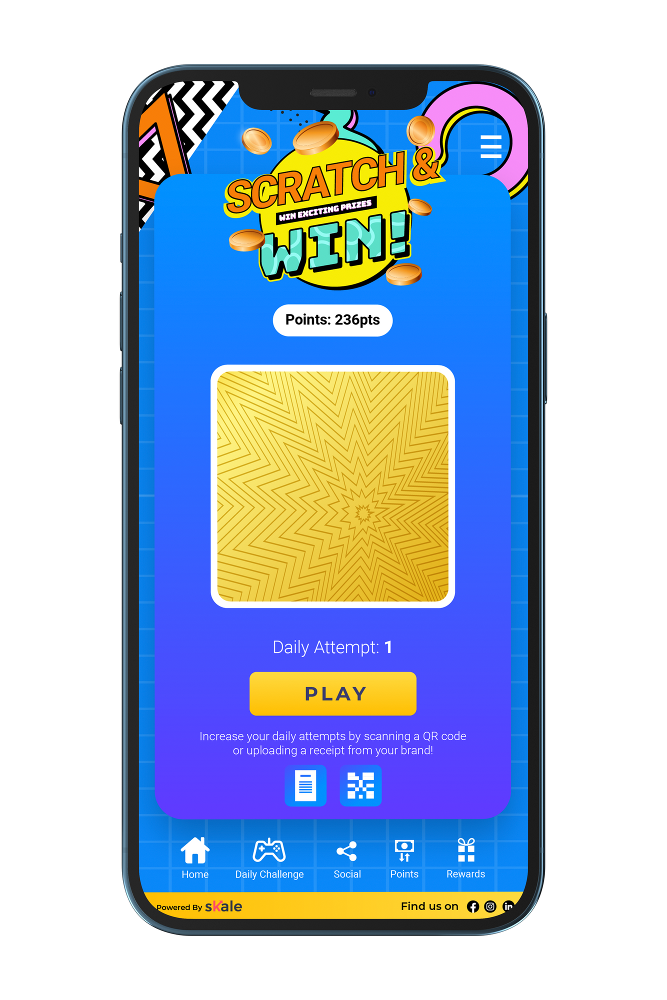 SCRATCH &
WIN EXCITING PRIZES
WIN!
Points: 236pts
Daily Attempt: 1
PLAY
Increase your daily attempts by scanning a QR code
or uploading a receipt from your brand!
Home
Daily Challenge
Social
Points
Rewards
Powered By skale
Find us on